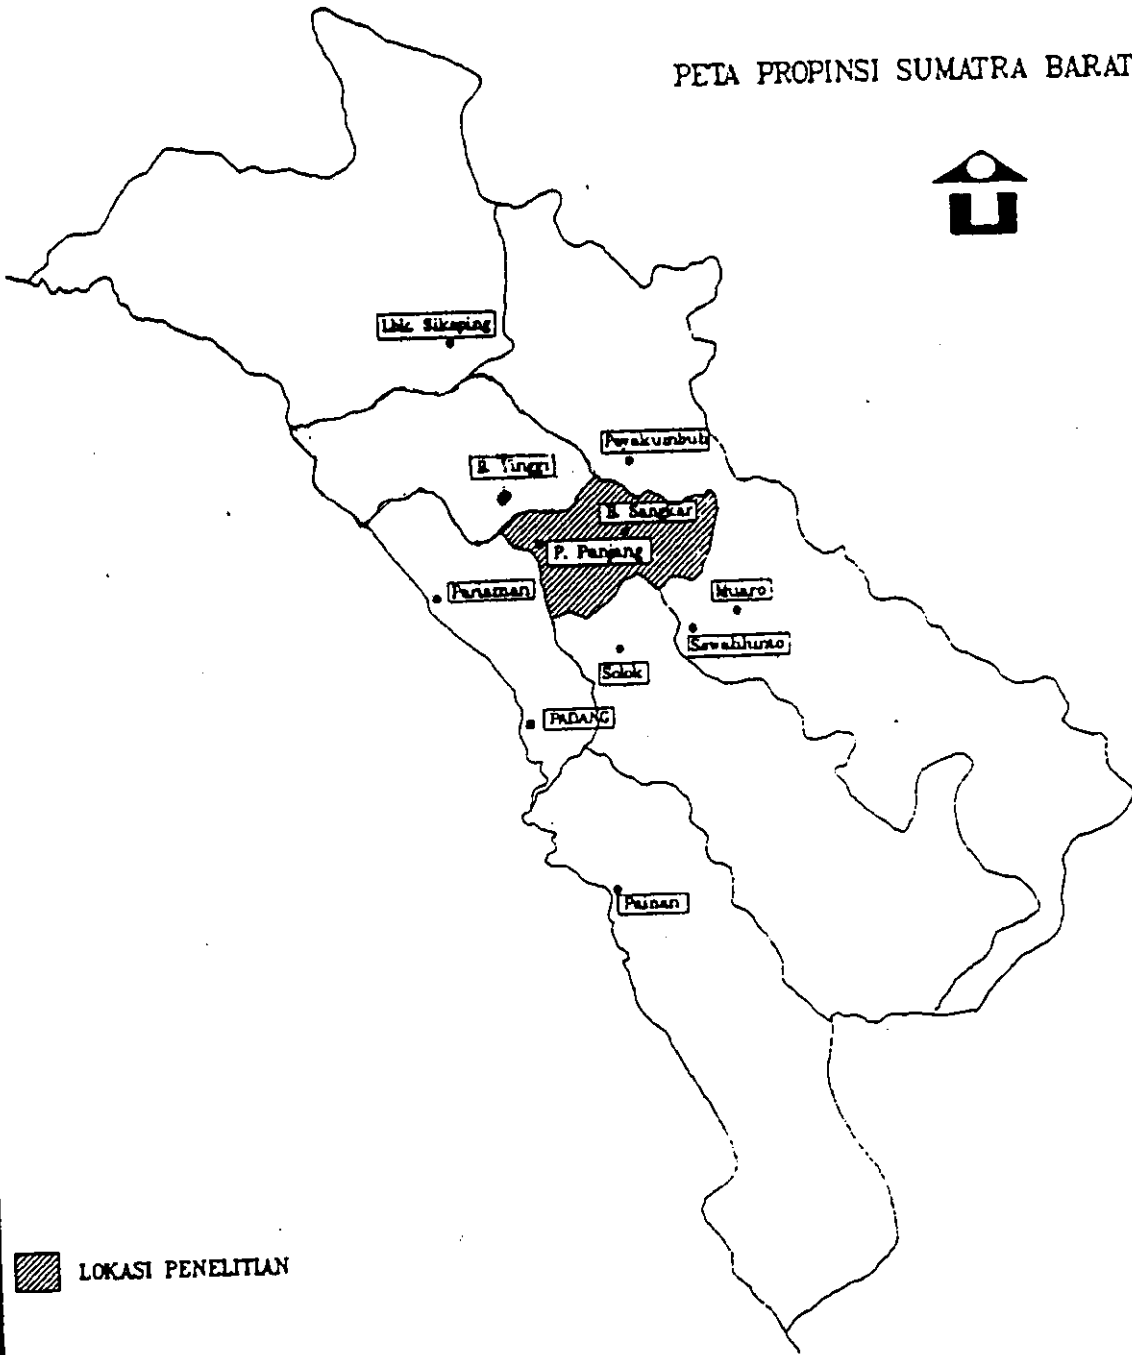 PETA PROPINSI SUMATRA BARAT
U
Lbk. Sikaping
Payakumbuh
B. Tinggi
B. Sangkar
P. Panjang
Pariaman
Muaro
Sawahlunto
Solok
PADANG
Painan
LOKASI PENELITIAN